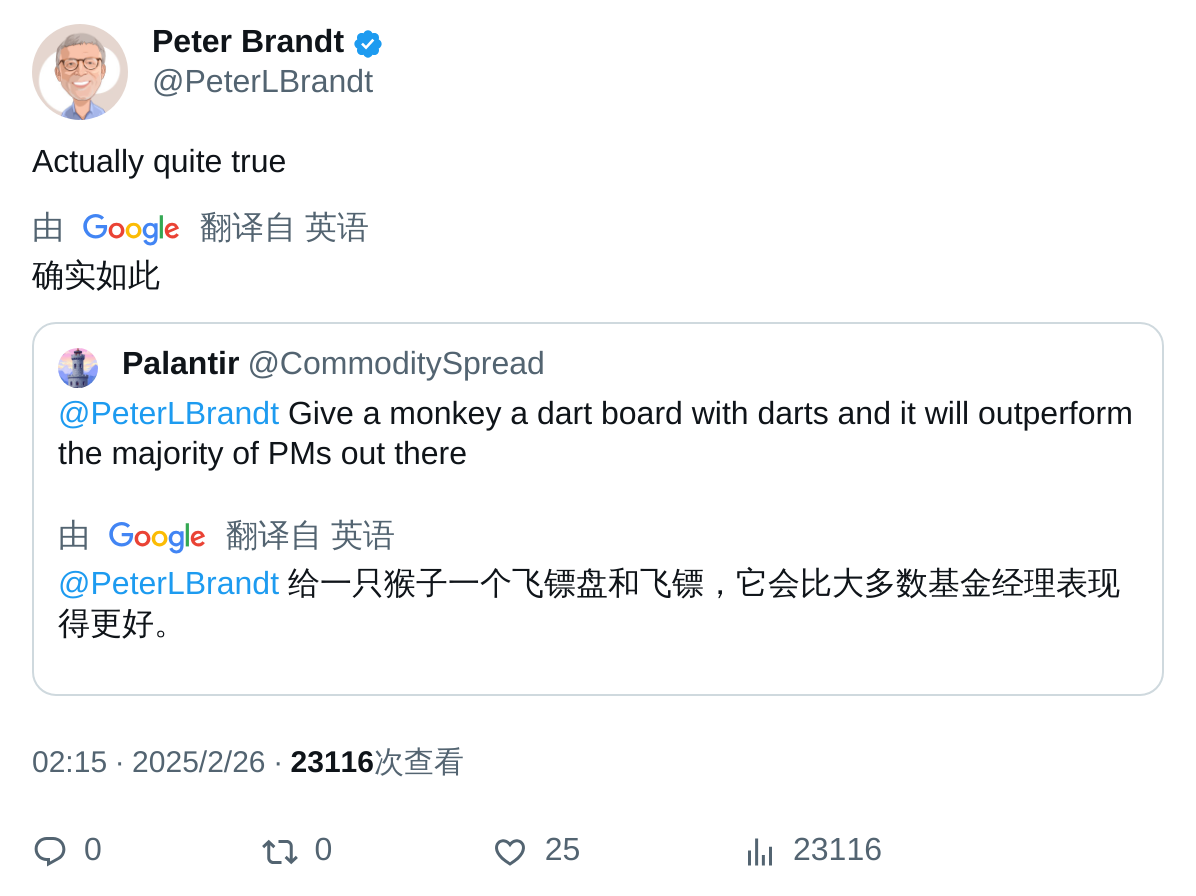 Peter Brandt
@PeterLBrandt
Actually quite true
由 Google 翻译自 英语
确实如此
Palantir @CommoditySpread
@PeterLBrandt Give a monkey a dart board with darts and it will outperform
the majority of PMs out there
由 Google 翻译自 英语
@PeterLBrandt 给一只猴子一个飞镖盘和飞镖，它会比大多数基金经理表现
得更好。
02:15 · 2025/2/26 · 23116次查看
0 0 25 23116